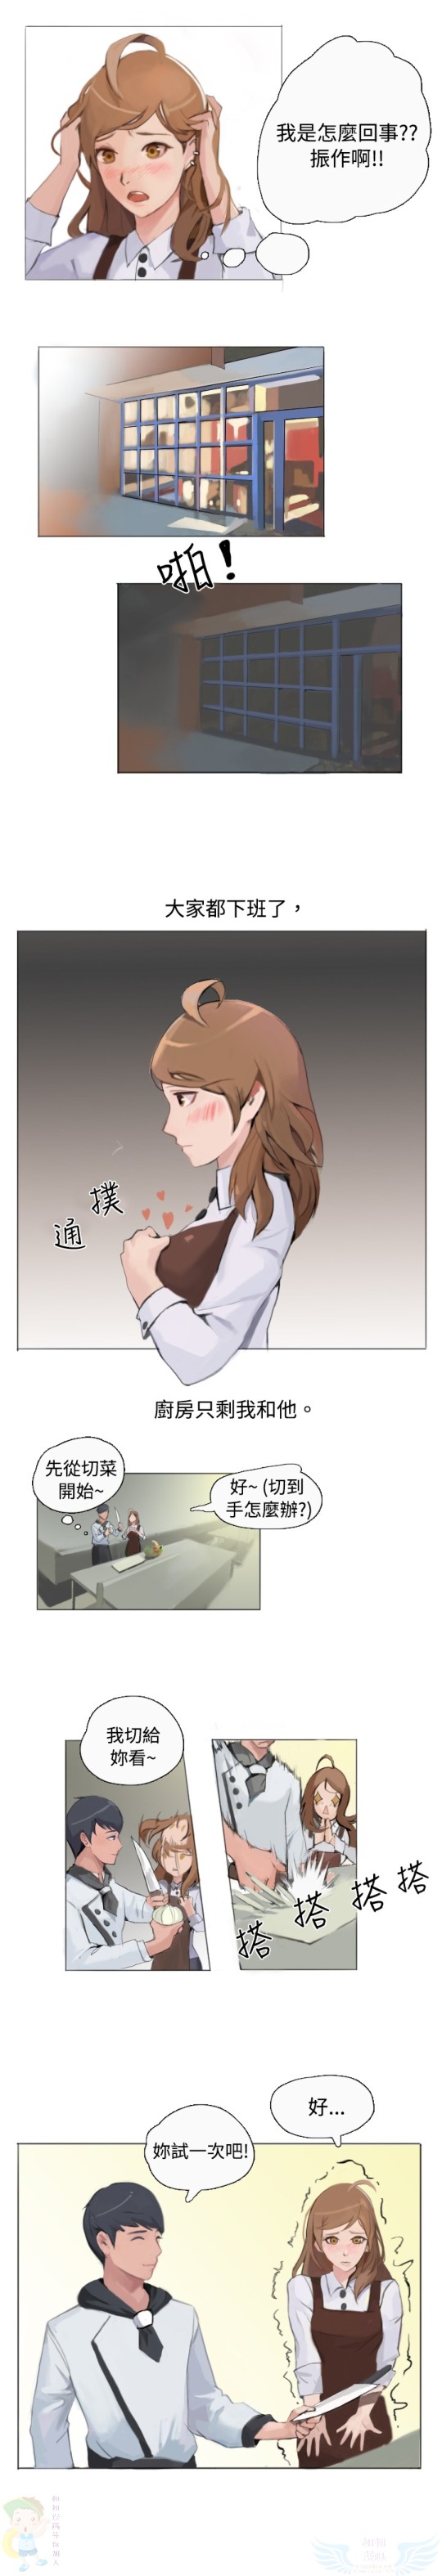 我是怎麼回事??
振作啊!!
啪!
大家都下班了，
撲
通
廚房只剩我和他。
先從切菜
開始~
好~ (切到
手怎麼辦?)
我切給
妳看~
搭 搭 搭 搭
好...
妳試一次吧!